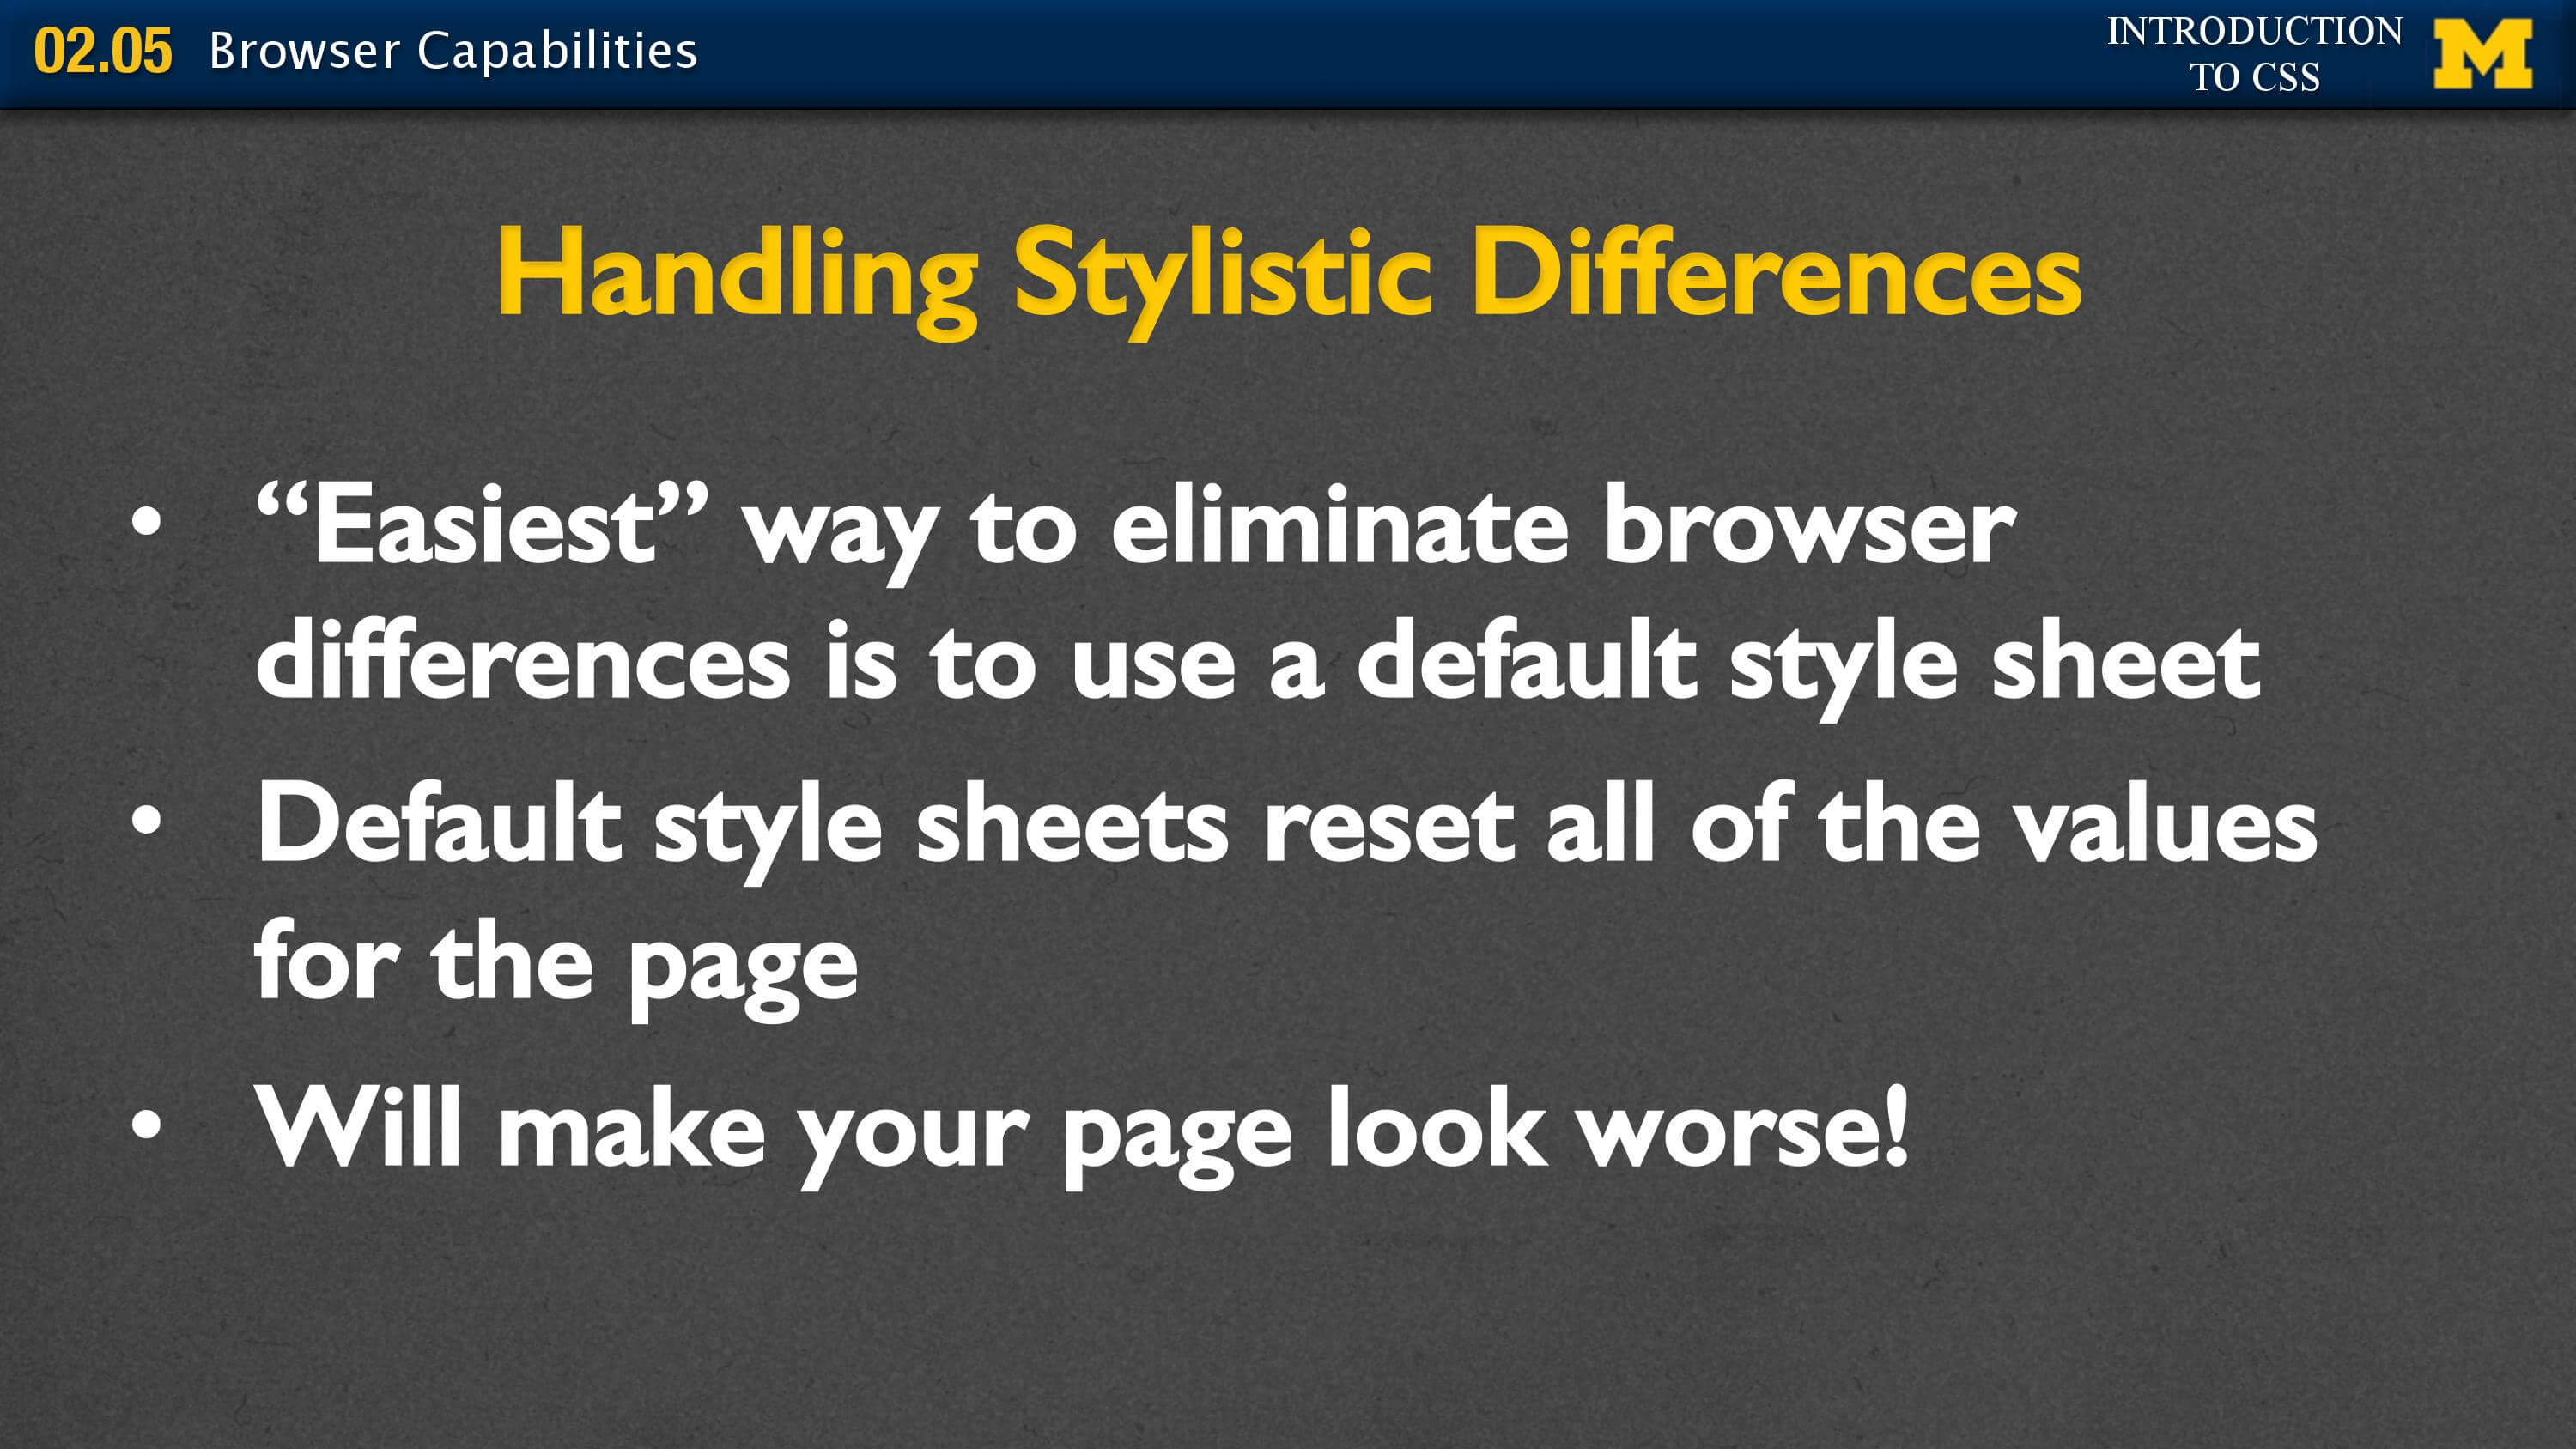 02.05 Browser Capabilities
INTRODUCTION
TO CSS
M
Handling Stylistic Differences
• “Easiest” way to eliminate browser
differences is to use a default style sheet
• Default style sheets reset all of the values
for the page
• Will make your page look worse!